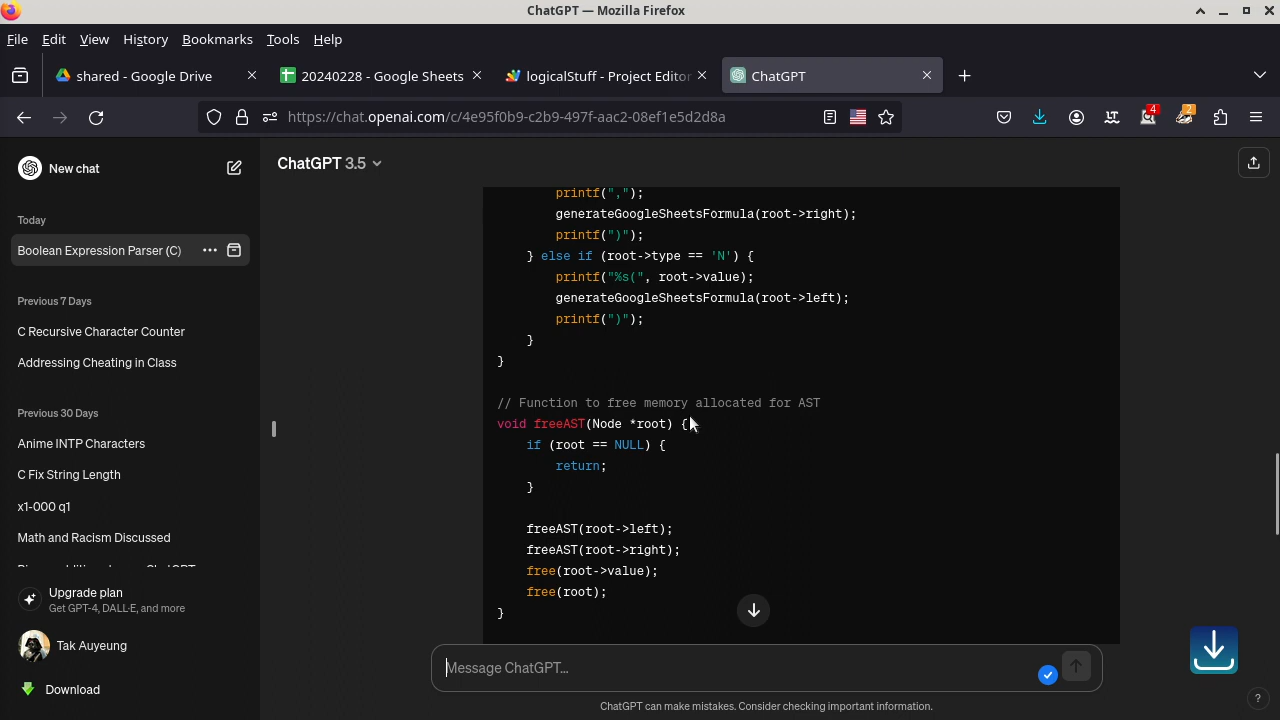 ChatGPT — Mozilla Firefox
File Edit View History Bookmarks Tools Help
shared - Google Drive
20240228 - Google Sheets
logicalStuff - Project Editor
ChatGPT
https://chat.openai.com/c/4e95f0b9-c2b9-497f-aac2-08ef1e5d2d8a
4
2
New chat
ChatGPT 3.5
Today
Boolean Expression Parser (C)
Previous 7 Days
C Recursive Character Counter
Addressing Cheating in Class
Previous 30 Days
Anime INTP Characters
C Fix String Length
x1-000 q1
Math and Racism Discussed
Upgrade plan
Get GPT-4, DALL·E, and more
Tak Auyeung
Download
printf(",");
generateGoogleSheetsFormula(root->right);
printf(")");
} else if (root->type == 'N') {
printf("%s(", root->value);
generateGoogleSheetsFormula(root->left);
printf(")");
}
}
// Function to free memory allocated for AST
void freeAST(Node *root) {
if (root == NULL) {
return;
}
freeAST(root->left);
freeAST(root->right);
free(root->value);
free(root);
}
Message ChatGPT…
ChatGPT can make mistakes. Consider checking important information.
?